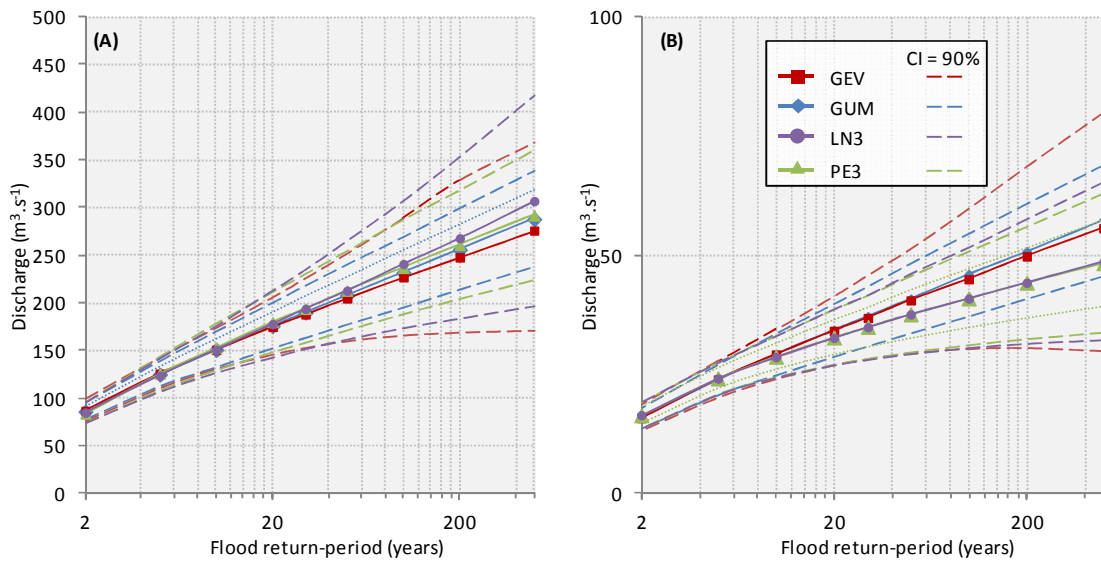 (A)
500
450
400
350
300
250
200
150
100
50
0
Discharge (m³.s⁻¹)
2
20
200
Flood return-period (years)
(B)
100
50
0
Discharge (m³.s⁻¹)
2
20
200
Flood return-period (years)
CI = 90%
GEV
GUM
LN3
PE3